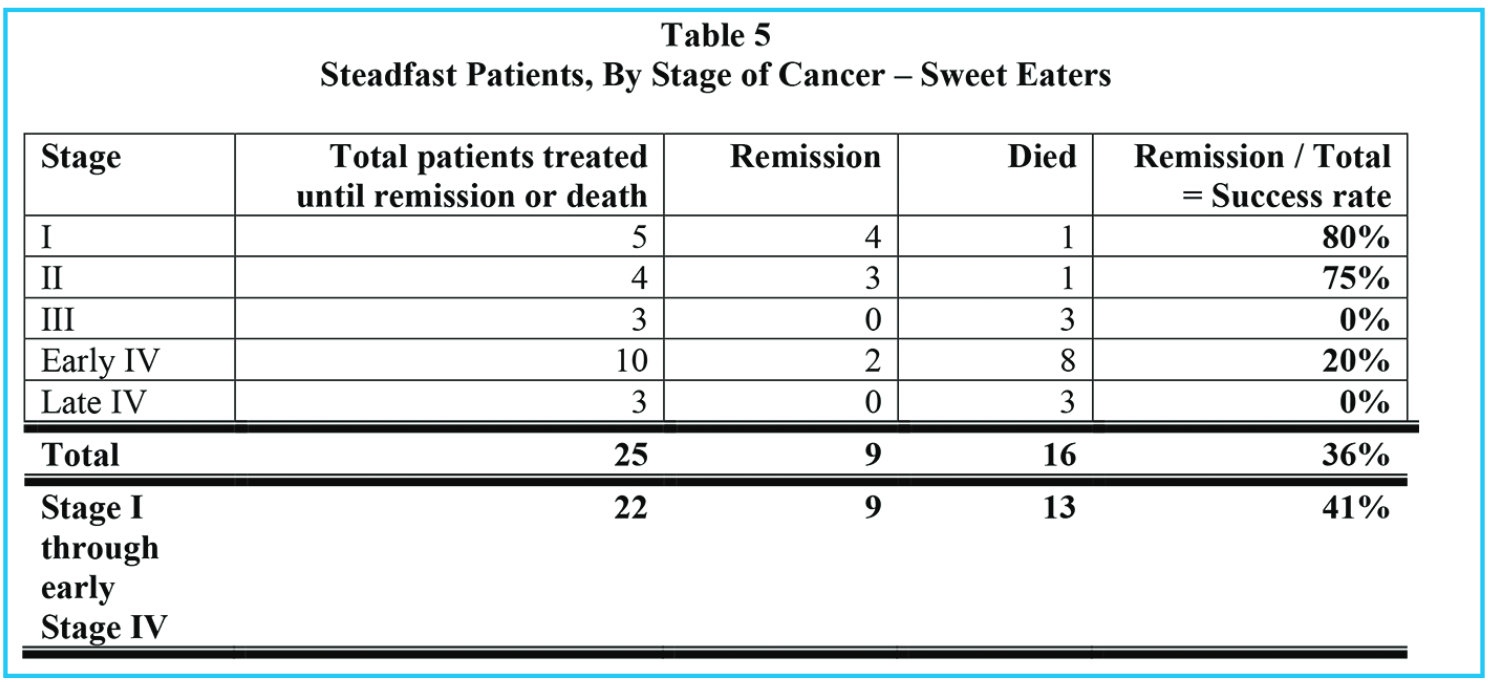 Table 5
Steadfast Patients, By Stage of Cancer – Sweet Eaters
Stage Total patients treated until remission or death Remission Died Remission / Total = Success rate
I 5 4 1 80%
II 4 3 1 75%
III 3 0 3 0%
Early IV 10 2 8 20%
Late IV 3 0 3 0%
Total 25 9 16 36%
Stage I 22 9 13 41%
through
early
Stage IV